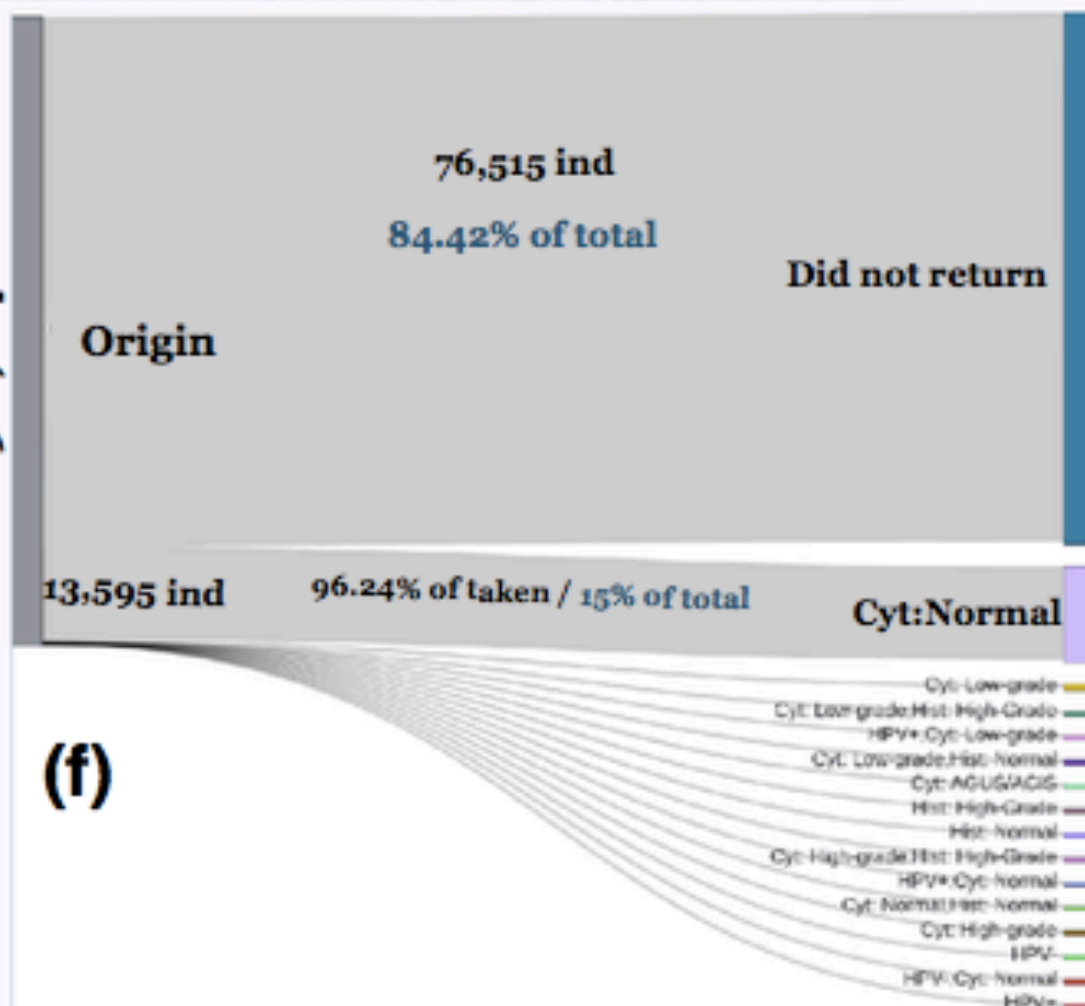 76,515 ind
84.42% of total
Did not return
Origin
13,595 ind
96.24% of taken / 15% of total
Cyt:Normal
Cyt: Low-grade
Cyt: Low-grade,Hist: High-Grade
HPV+,Cyt: Low-grade
Cyt: Low-grade,Hist: Normal
Cyt: AGUS/ACIS
Hist: High-Grade
Hist: Normal
Cyt: High-grade,Hist: High-Grade
HPV+,Cyt: Normal
Cyt: Normal,Hist: Normal
Cyt: High-grade
HPV-
HPV-,Cyt: Normal
HPV+
(f)